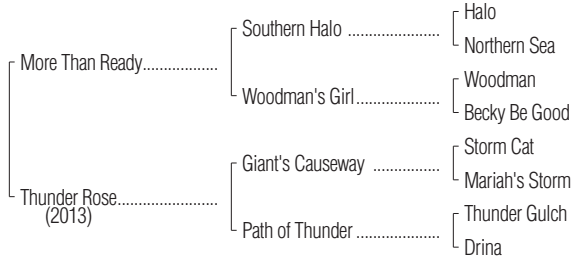 Halo
Southern Halo ....................
Northern Sea
More Than Ready.................
Woodman
Woodman's Girl ..................
Becky Be Good
Storm Cat
Giant's Causeway ..............
Mariah's Storm
Thunder Rose.......................
(2013)
Thunder Gulch
Path of Thunder ..................
Drina